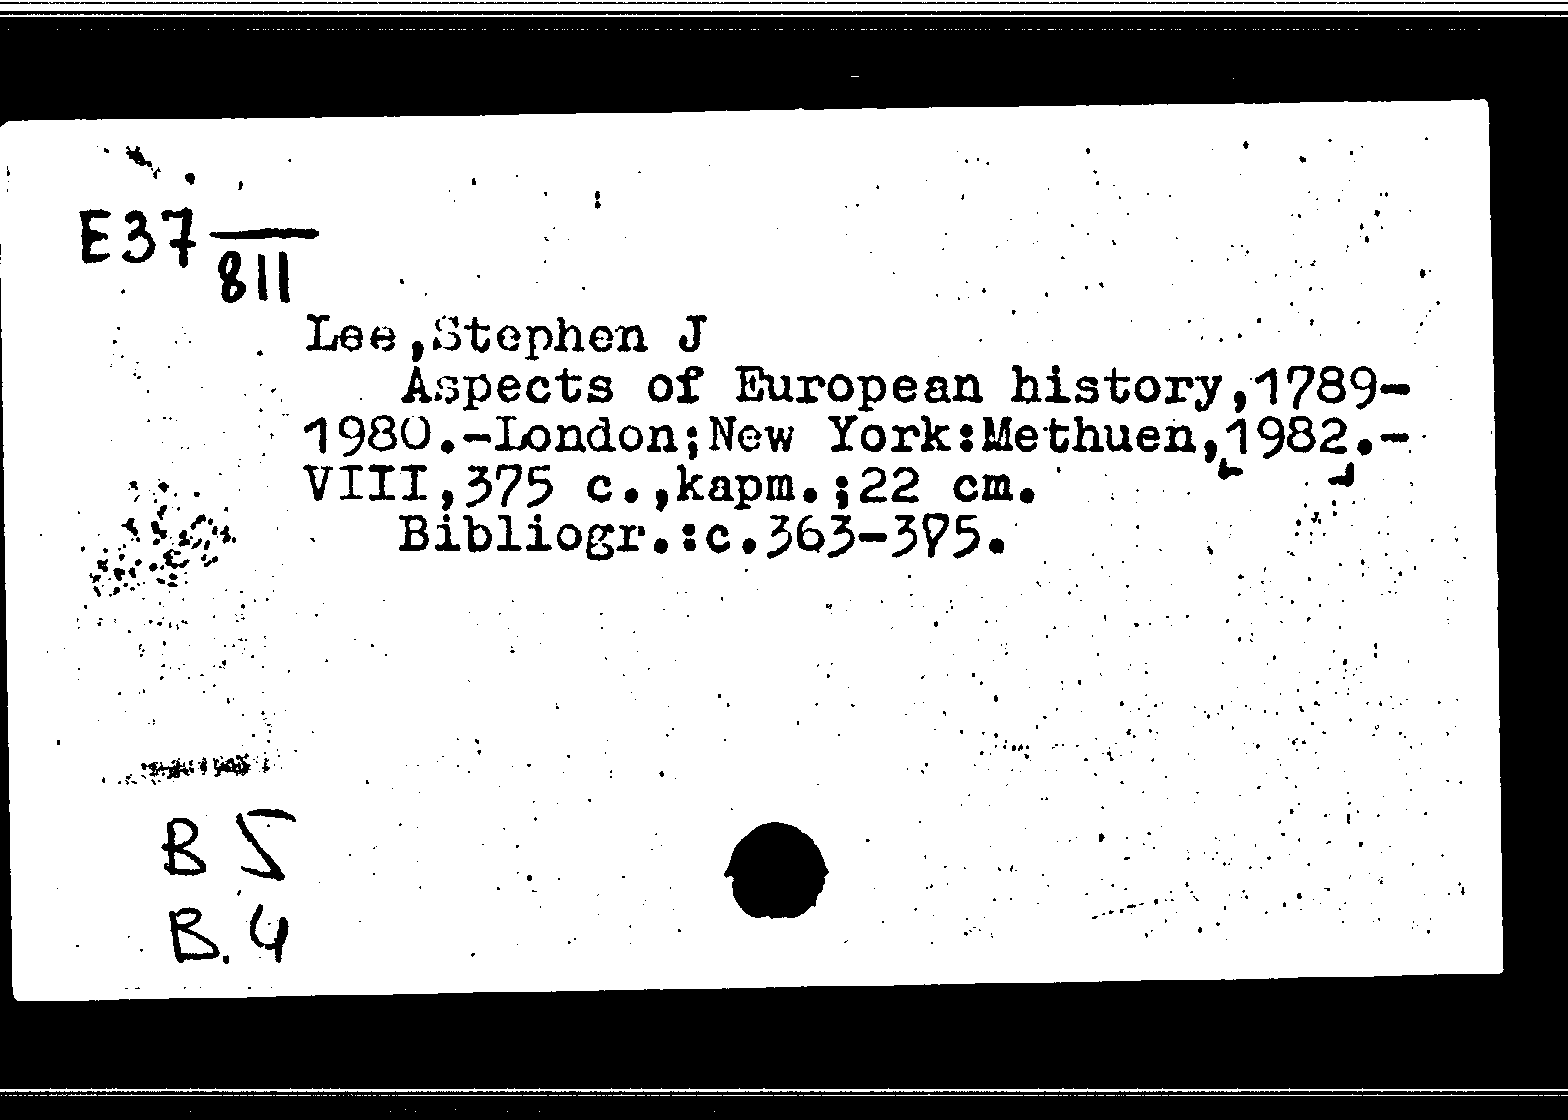 E37
811
Lee,Stephen J
Aspects of European history,1789-
1980.-London;New York:Methuen,1982.-
VIII,375 c.,kapm.;22 cm.
Bibliogr.:c.363-375.
B 5
B.4